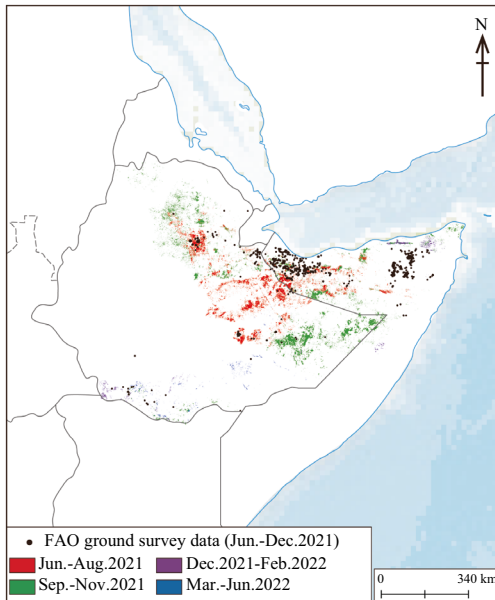 N
• FAO ground survey data (Jun.-Dec.2021)
Jun.-Aug.2021 Dec.2021-Feb.2022
Sep.-Nov.2021 Mar.-Jun.2022
0 340 km